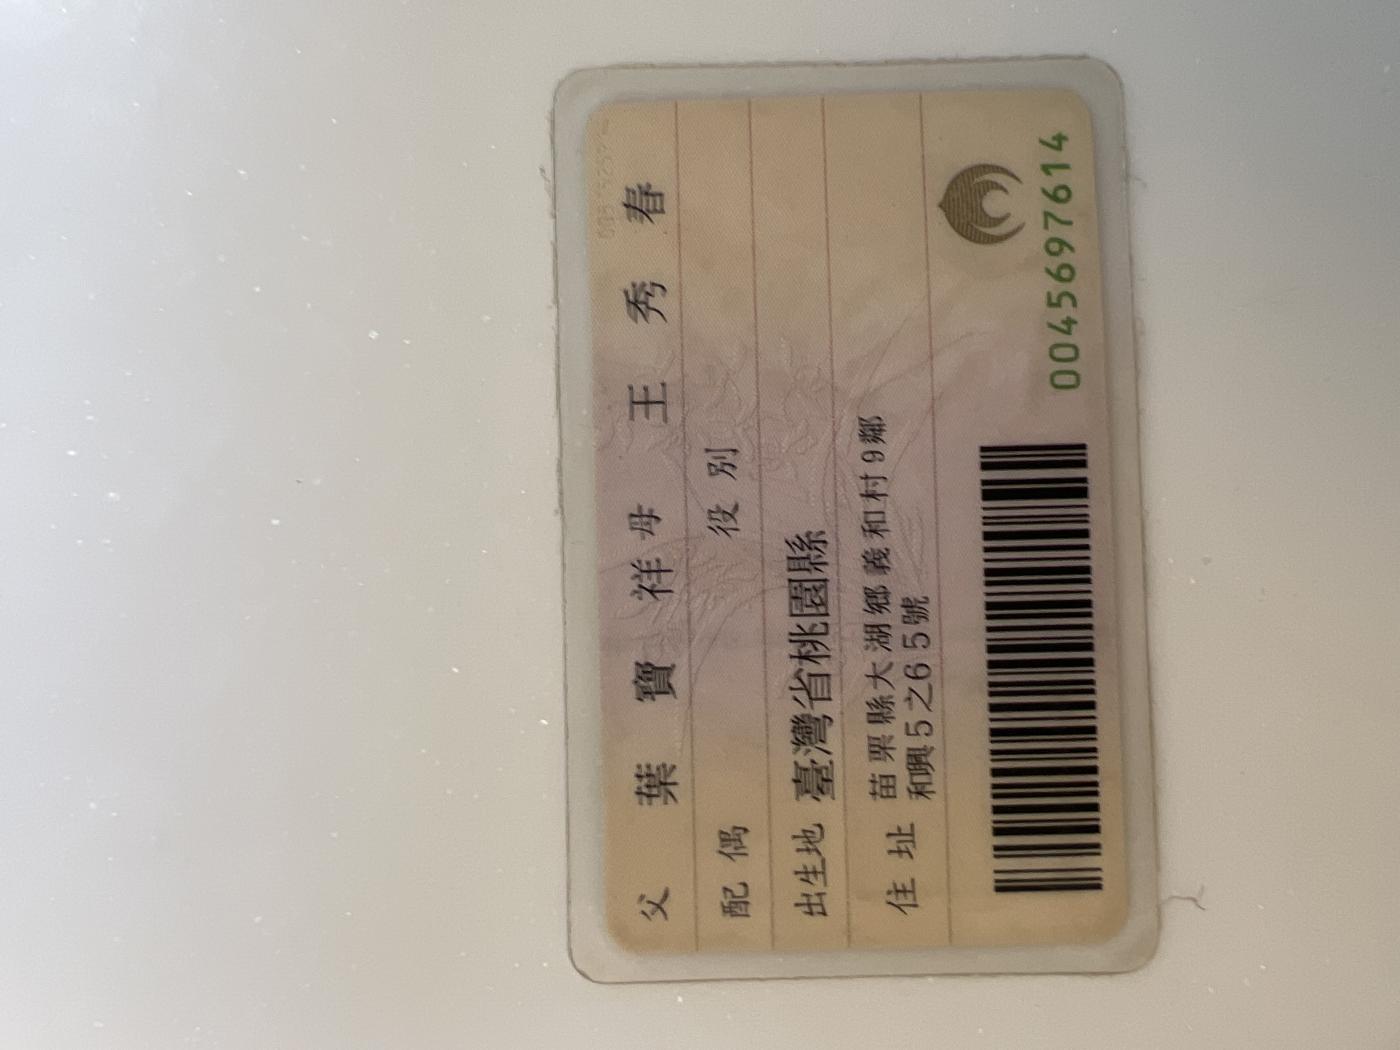 父 葉寶祥 母 王秀春
配偶 役別
出生地 臺灣省桃園縣
住址 苗栗縣大湖鄉義和村9鄰
和興5之65號
0045697614